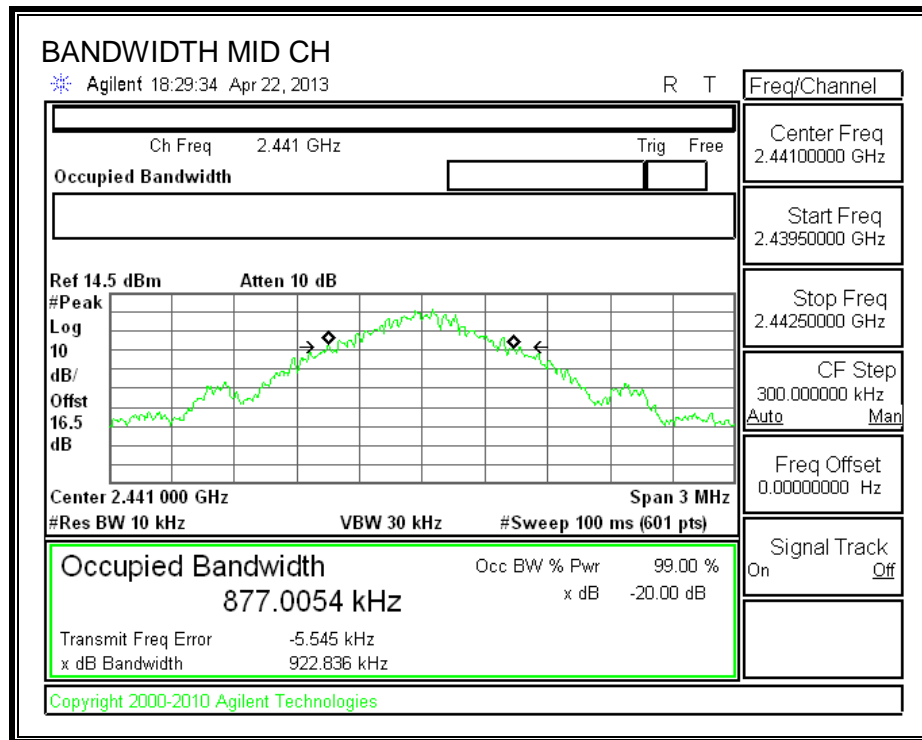 BANDWIDTH MID CH
Agilent 18:29:34 Apr 22, 2013 R T
Freq/Channel
Ch Freq 2.441 GHz Trig Free
Occupied Bandwidth
Center Freq
2.44100000 GHz
Start Freq
2.43950000 GHz
Stop Freq
2.44250000 GHz
CF Step
300.000000 kHz
Auto Man
Freq Offset
0.00000000 Hz
Signal Track
On Off
Ref 14.5 dBm Atten 10 dB
#Peak
Log
10
dB/
Offst
16.5
dB
Center 2.441 000 GHz Span 3 MHz
#Res BW 10 kHz VBW 30 kHz #Sweep 100 ms (601 pts)
Occupied Bandwidth Occ BW % Pwr 99.00 %
877.0054 kHz x dB -20.00 dB
Transmit Freq Error -5.545 kHz
x dB Bandwidth 922.836 kHz
Copyright 2000-2010 Agilent Technologies